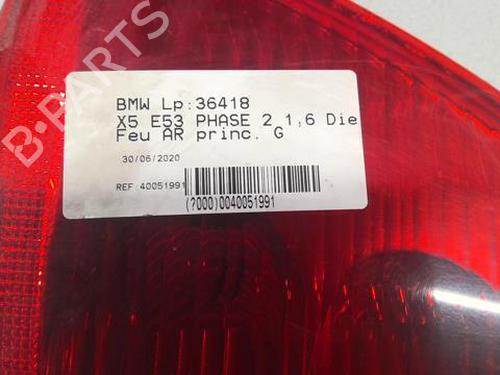 B-PARTS
BMW Lp:36418
X5 E53 PHASE 2 1,6 Die
Feu AR princ. G
30/06/2020
REF 40051991
(?000)0040051991
B-PARTS